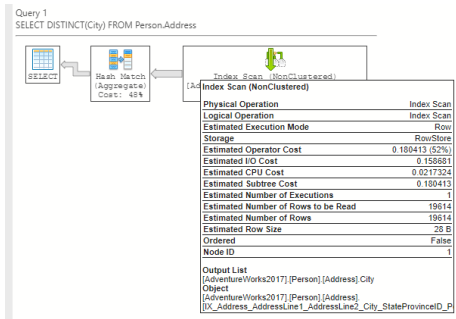 Query 1
SELECT DISTINCT(City) FROM Person.Address
SELECT
Hash Match
(Aggregate)
Cost: 48%
Index Scan (NonClustered)
[Ad
Index Scan (NonClustered)
Physical Operation Index Scan
Logical Operation Index Scan
Estimated Execution Mode Row
Storage RowStore
Estimated Operator Cost 0.180413 (52%)
Estimated I/O Cost 0.158681
Estimated CPU Cost 0.0217324
Estimated Subtree Cost 0.180413
Estimated Number of Executions 1
Estimated Number of Rows to be Read 19614
Estimated Number of Rows 19614
Estimated Row Size 28 B
Ordered False
Node ID 1
Output List
[AdventureWorks2017].[Person].[Address].City
Object
[AdventureWorks2017].[Person].[Address].
[IX_Address_AddressLine1_AddressLine2_City_StateProvinceID_P